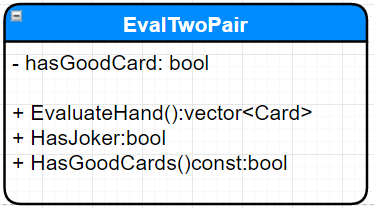 EvalTwoPair
- hasGoodCard: bool
+ EvaluateHand():vector<Card>
+ HasJoker:bool
+ HasGoodCards()const:bool